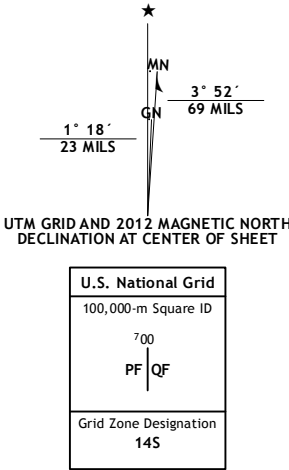 MN
3° 52´
69 MILS
GN
1° 18´
23 MILS
UTM GRID AND 2012 MAGNETIC NORTH
DECLINATION AT CENTER OF SHEET
U.S. National Grid
100,000-m Square ID
⁷00
PF QF
Grid Zone Designation
14S